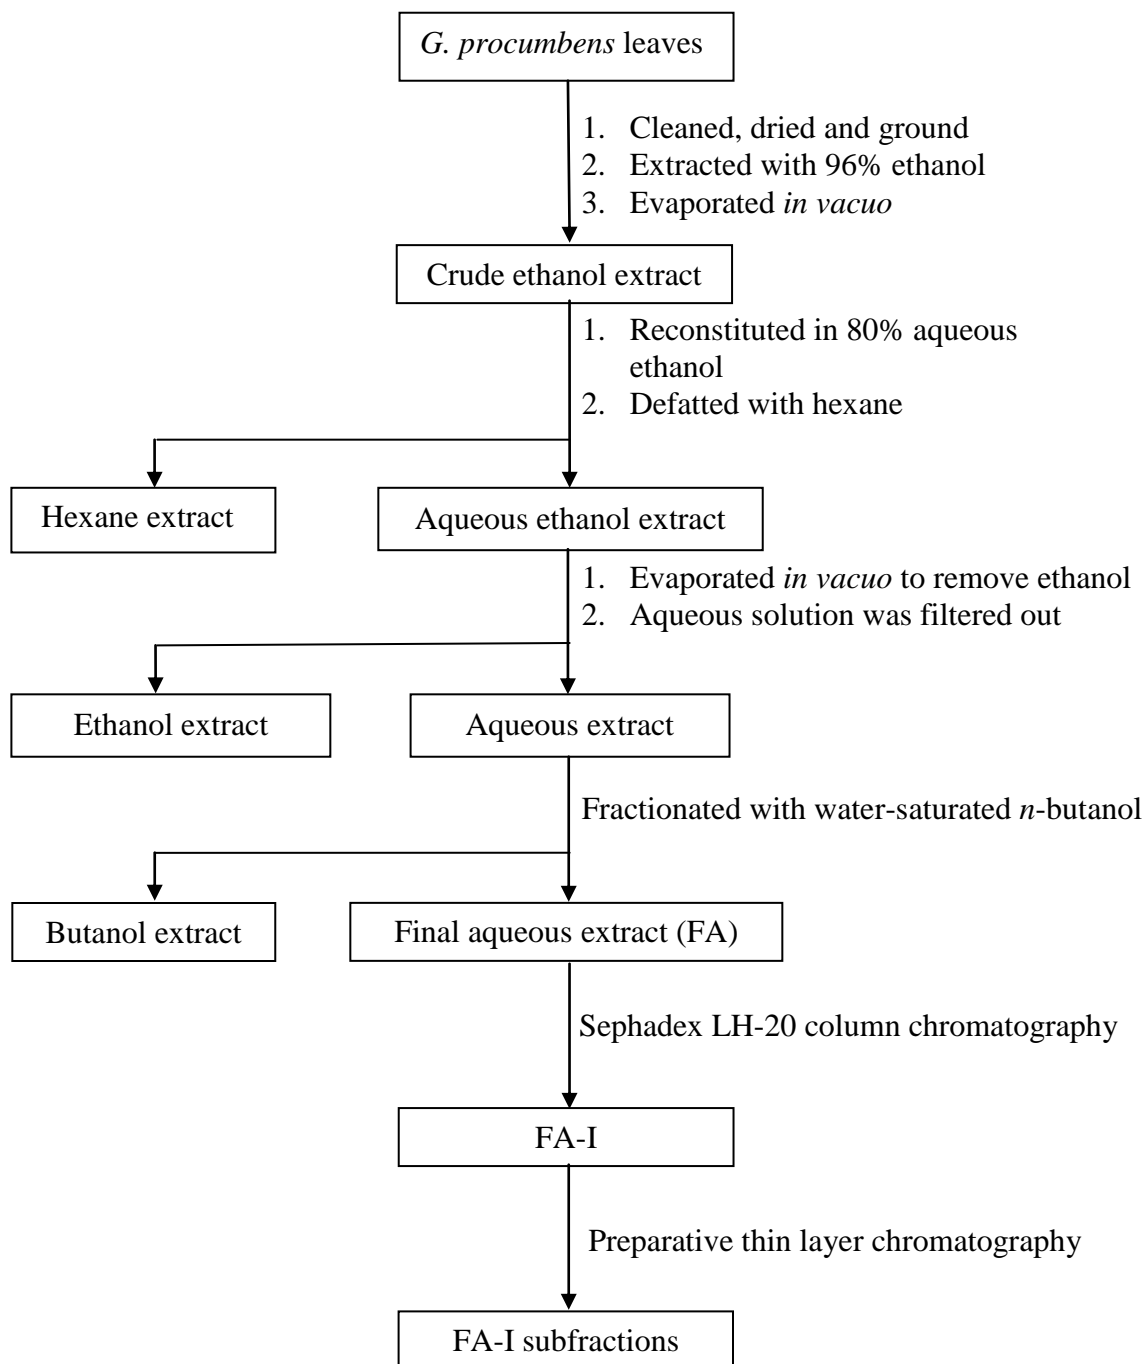 G. procumbens leaves
1. Cleaned, dried and ground
2. Extracted with 96% ethanol
3. Evaporated in vacuo
Crude ethanol extract
1. Reconstituted in 80% aqueous
ethanol
2. Defatted with hexane
Hexane extract
Aqueous ethanol extract
1. Evaporated in vacuo to remove ethanol
2. Aqueous solution was filtered out
Ethanol extract
Aqueous extract
Fractionated with water-saturated n-butanol
Butanol extract
Final aqueous extract (FA)
Sephadex LH-20 column chromatography
FA-I
Preparative thin layer chromatography
FA-I subfractions